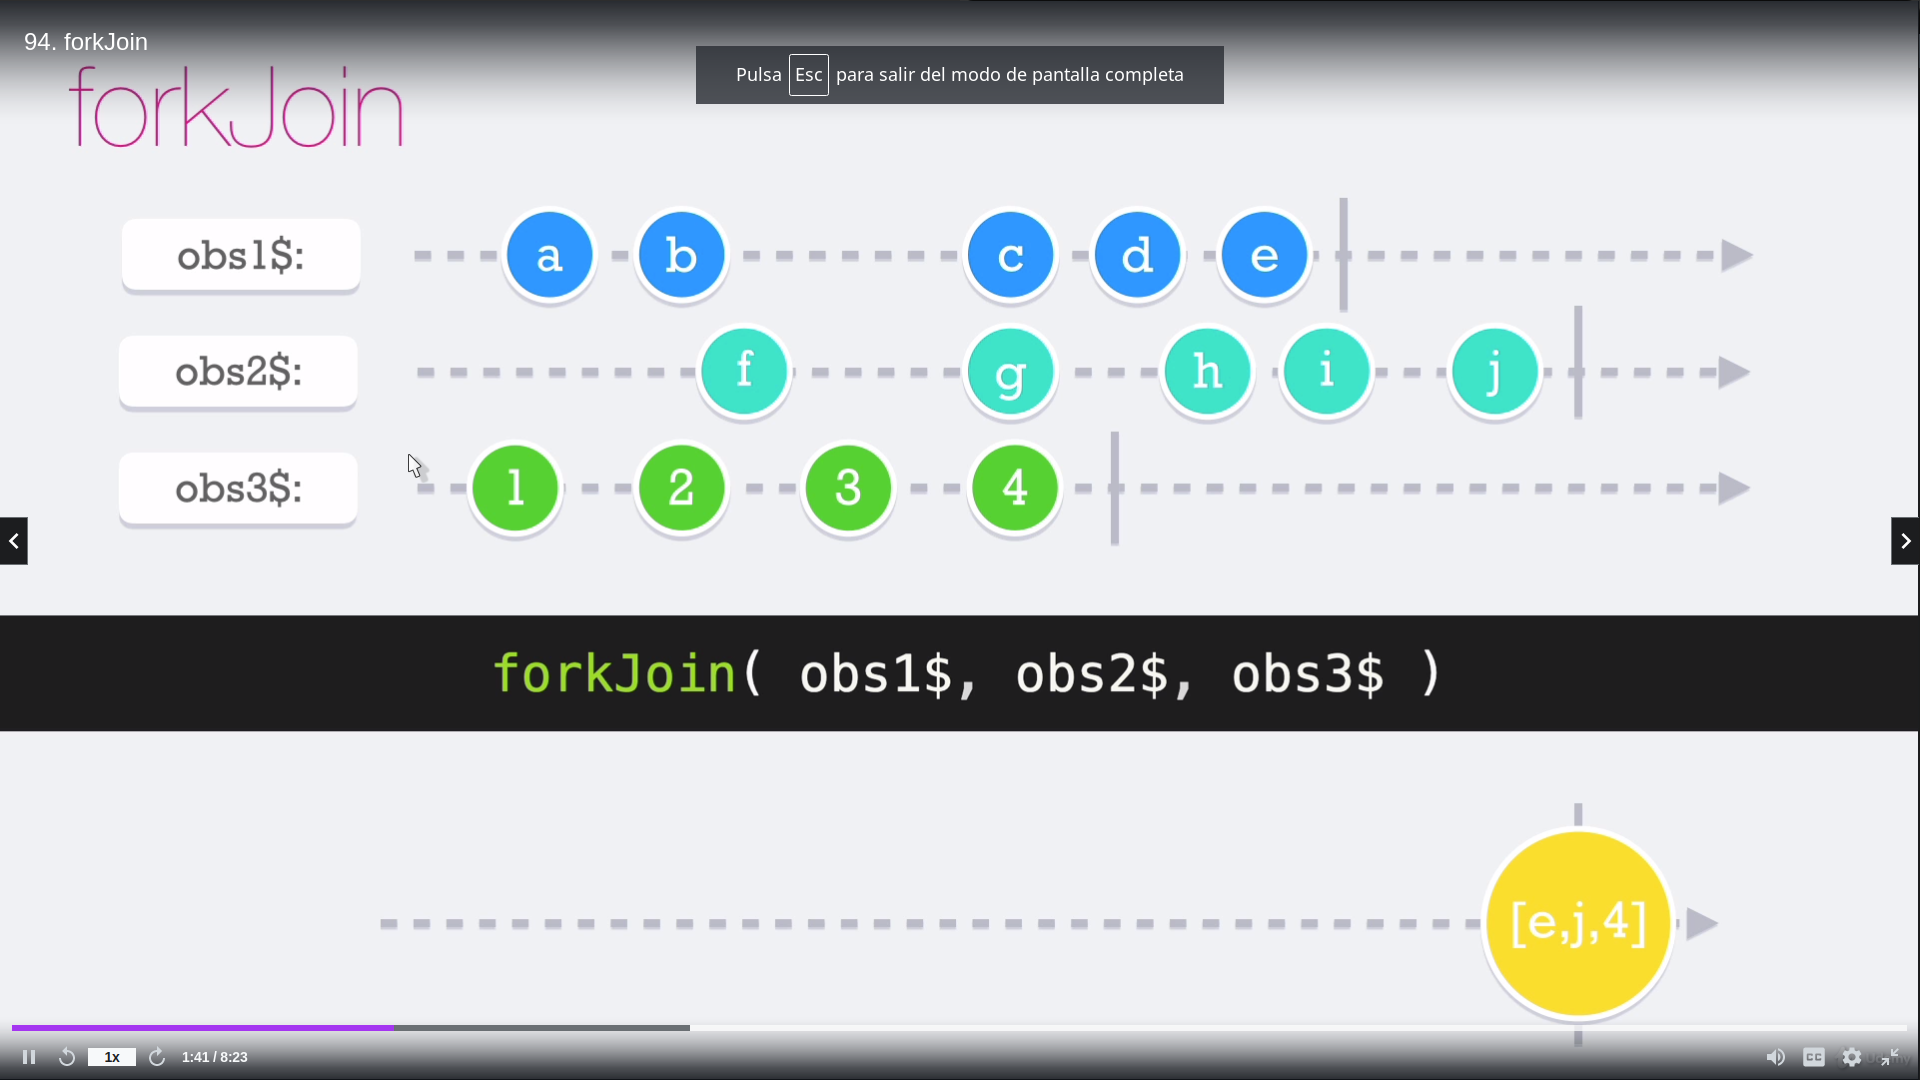 94. forkJoin
Pulsa Esc para salir del modo de pantalla completa
forkJoin
obs1$: a b c d e
obs2$: f g h i j
obs3$: 1 2 3 4
forkJoin( obs1$, obs2$, obs3$ )
[e,j,4]
1x 1:41 / 8:23 CC